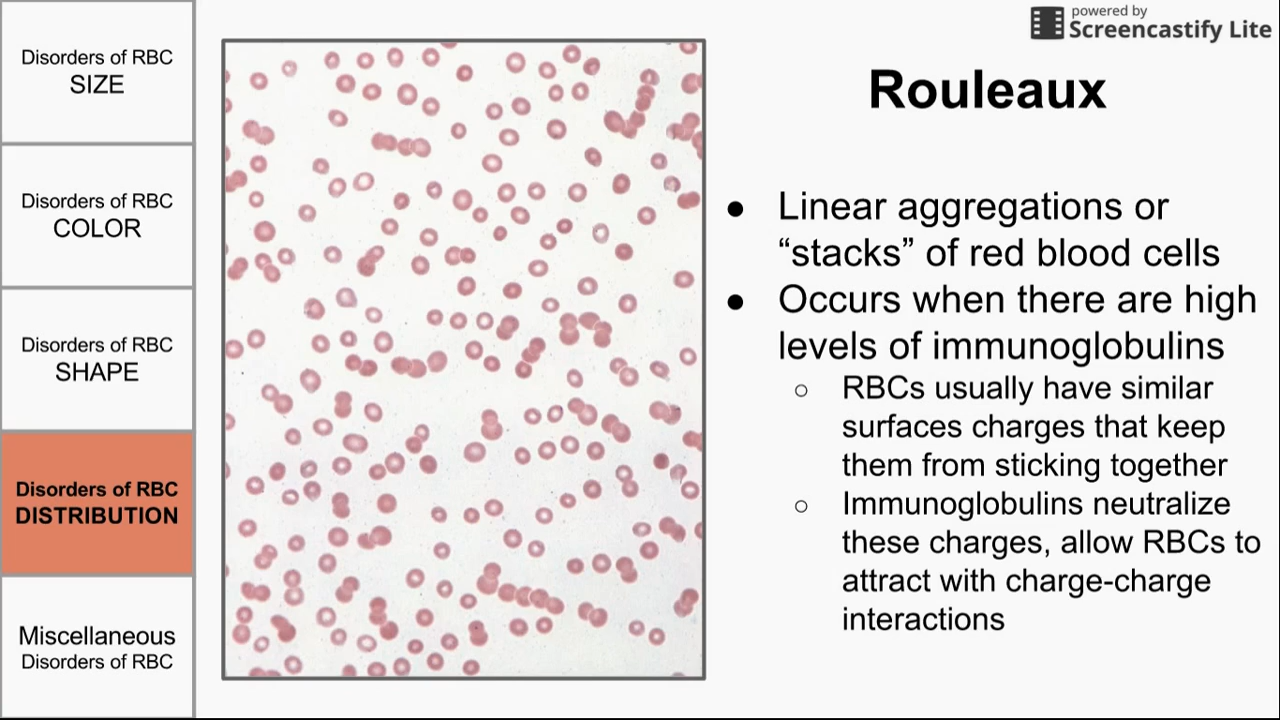 powered by
Screencastify Lite
Disorders of RBC
SIZE
Disorders of RBC
COLOR
Disorders of RBC
SHAPE
Disorders of RBC
DISTRIBUTION
Miscellaneous
Disorders of RBC
Rouleaux
● Linear aggregations or
“stacks” of red blood cells
● Occurs when there are high
levels of immunoglobulins
○ RBCs usually have similar
surfaces charges that keep
them from sticking together
○ Immunoglobulins neutralize
these charges, allow RBCs to
attract with charge-charge
interactions